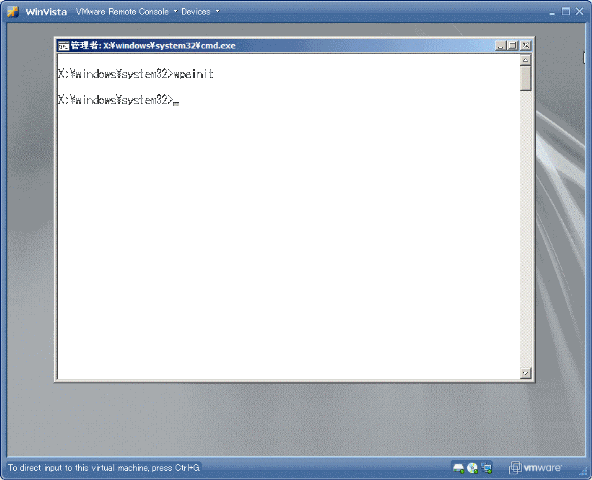 WinVista VMware Remote Console Devices
管理者: X:¥windows¥system32¥cmd.exe
X:¥windows¥system32>wpeinit
X:¥windows¥system32>_
To direct input to this virtual machine, press Ctrl+G.
vmware